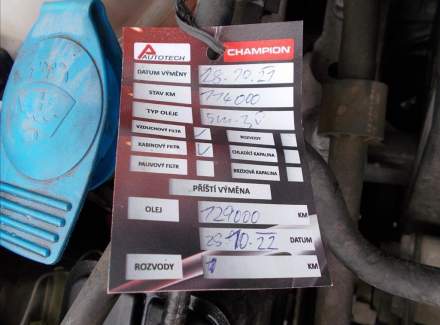 AUTOTECH CHAMPION
DATUM VÝMĚNY 28.10.21
STAV KM 114000
TYP OLEJE 5W-30
VZDUCHOVÝ FILTR ✓ ROZVODY
KABINOVÝ FILTR ✓ CHLADÍCÍ KAPALINA
PALIVOVÝ FILTR BRZDOVÁ KAPALINA
PŘÍŠTÍ VÝMĚNA
OLEJ 129000 KM
28.10.22 DATUM
ROZVODY KM